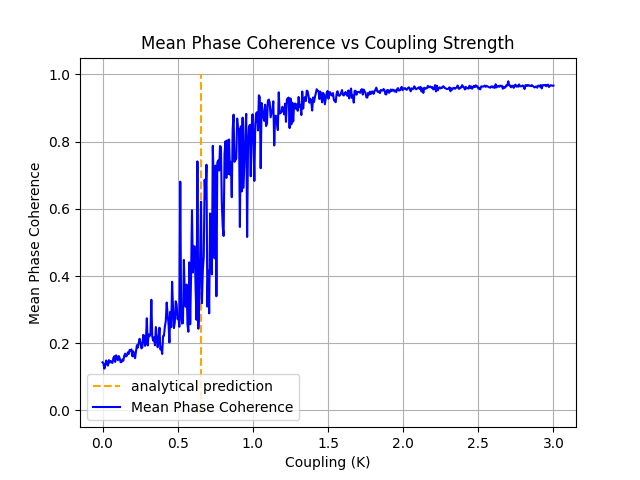 Mean Phase Coherence vs Coupling Strength
Mean Phase Coherence
1.0
0.8
0.6
0.4
0.2
0.0
analytical prediction
Mean Phase Coherence
0.0 0.5 1.0 1.5 2.0 2.5 3.0
Coupling (K)